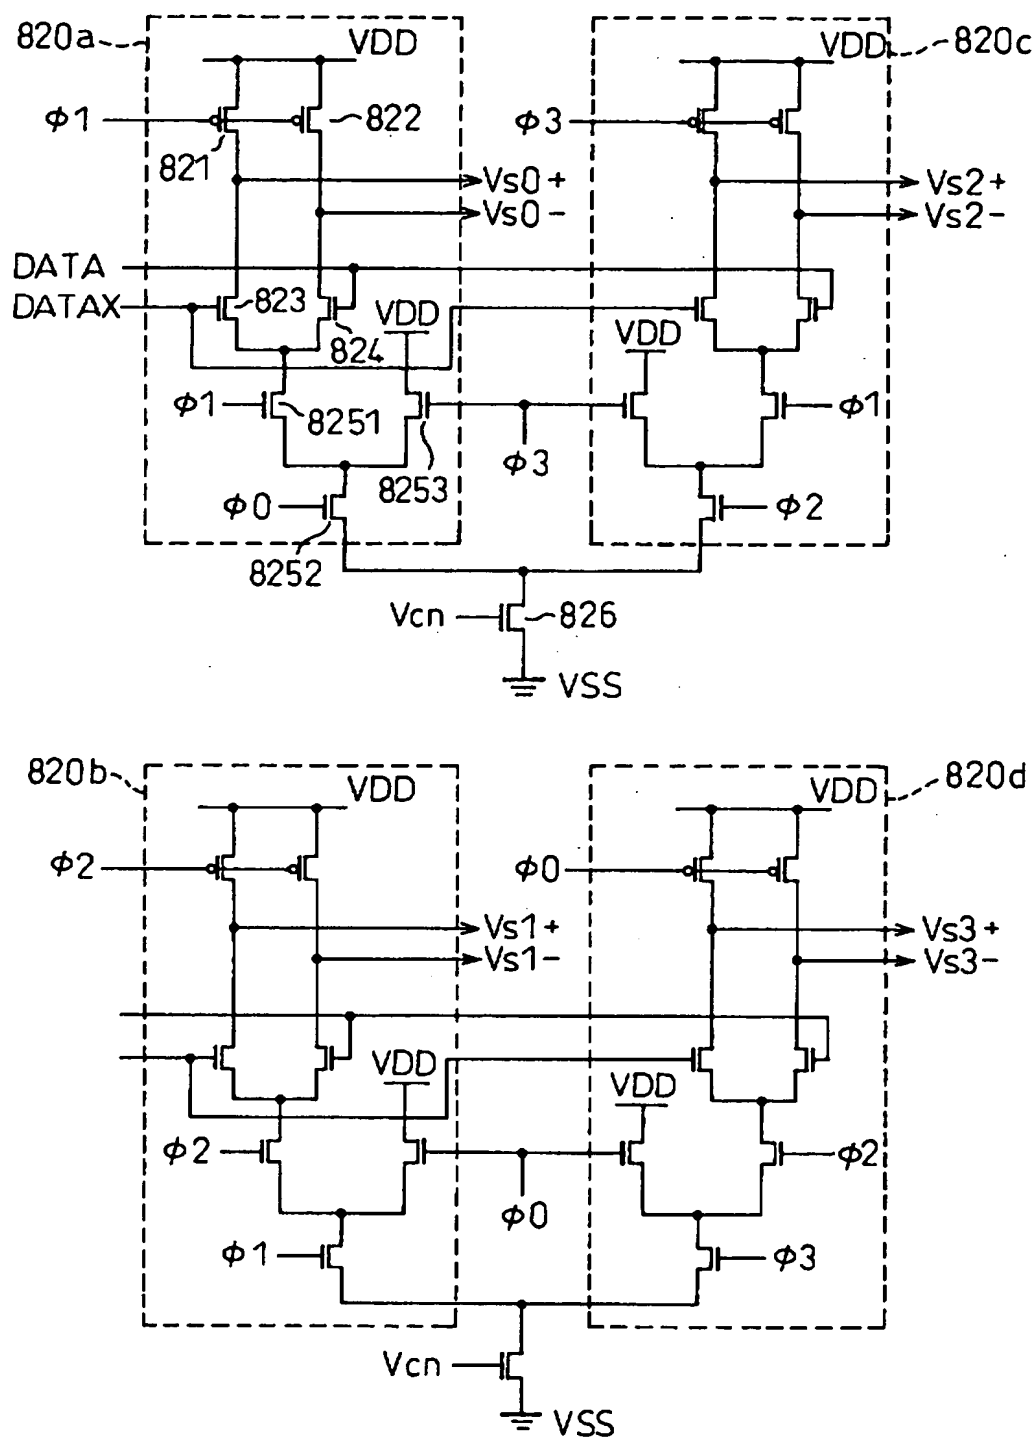 820a
VDD
VDD
820c
ϕ1
822
ϕ3
821
Vs0+
Vs2+
Vs0-
Vs2-
DATA
DATAX
823
VDD
824
VDD
ϕ1
8251
ϕ1
ϕ3
8253
ϕ0
ϕ2
8252
Vcn
826
VSS
820b
VDD
VDD
820d
ϕ2
ϕ0
Vs1+
Vs3+
Vs1-
Vs3-
VDD
VDD
ϕ2
ϕ2
ϕ0
ϕ1
ϕ3
Vcn
VSS